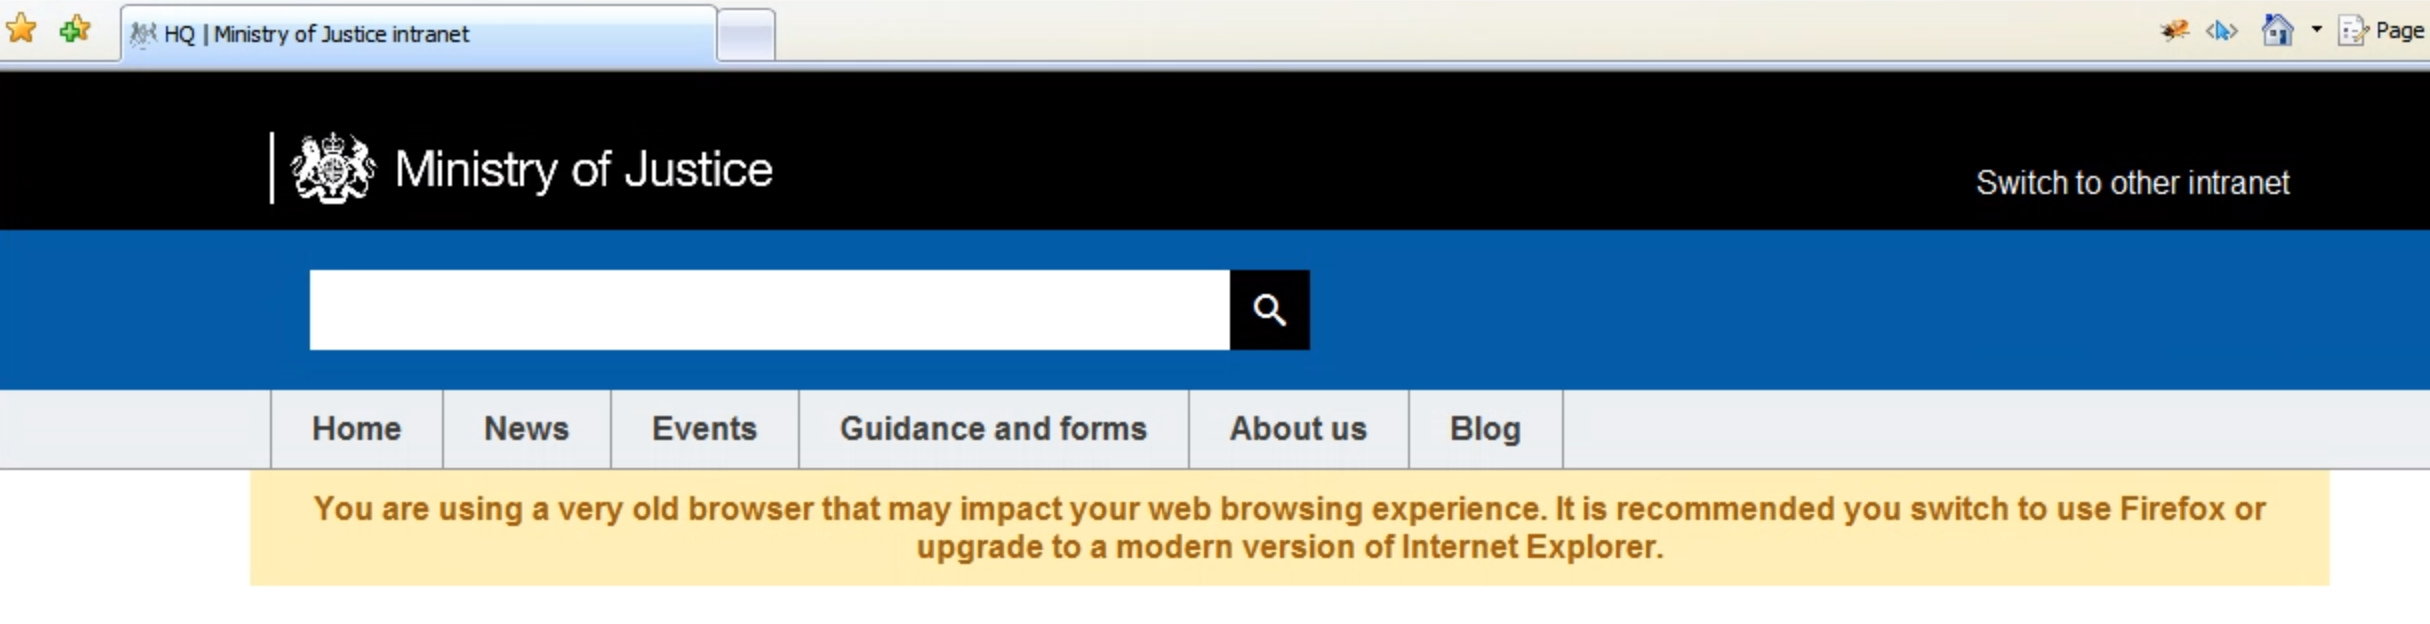 HQ | Ministry of Justice intranet
Page
Ministry of Justice
Switch to other intranet
Home News Events Guidance and forms About us Blog
You are using a very old browser that may impact your web browsing experience. It is recommended you switch to use Firefox or
upgrade to a modern version of Internet Explorer.